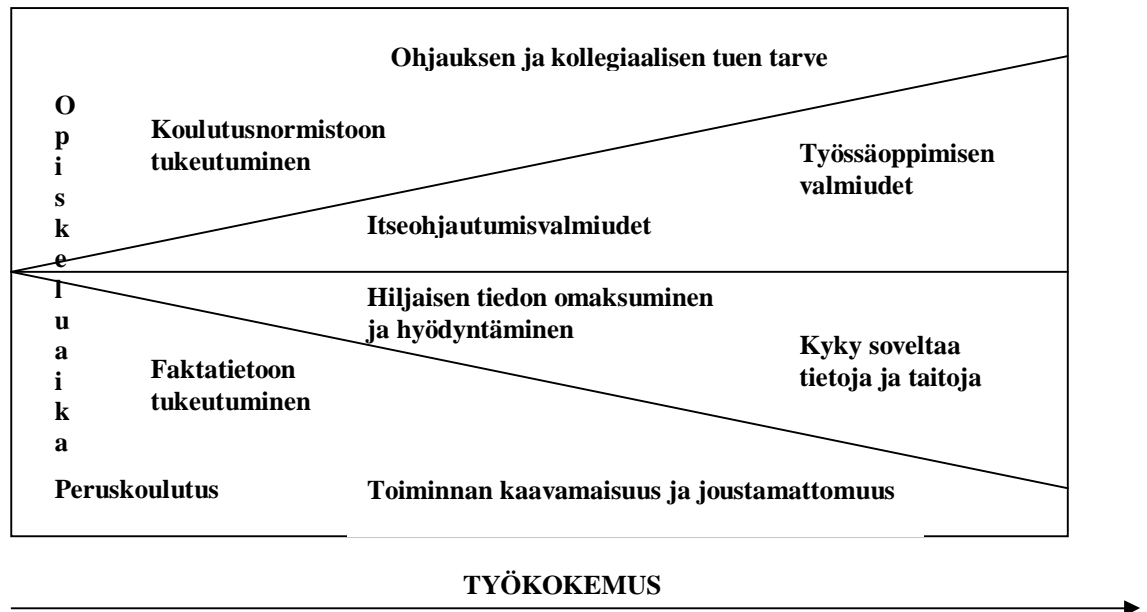 Ohjauksen ja kollegiaalisen tuen tarve
Opiskeluaika
Koulutusnormistoon
tukeutuminen
Työssäoppimisen
valmiudet
Itseohjautumisvalmiudet
Hiljaisen tiedon omaksuminen
ja hyödyntäminen
Kyky soveltaa
tietoja ja taitoja
Faktatietoon
tukeutuminen
Peruskoulutus
Toiminnan kaavamaisuus ja joustamattomuus
TYÖKOKEMUS